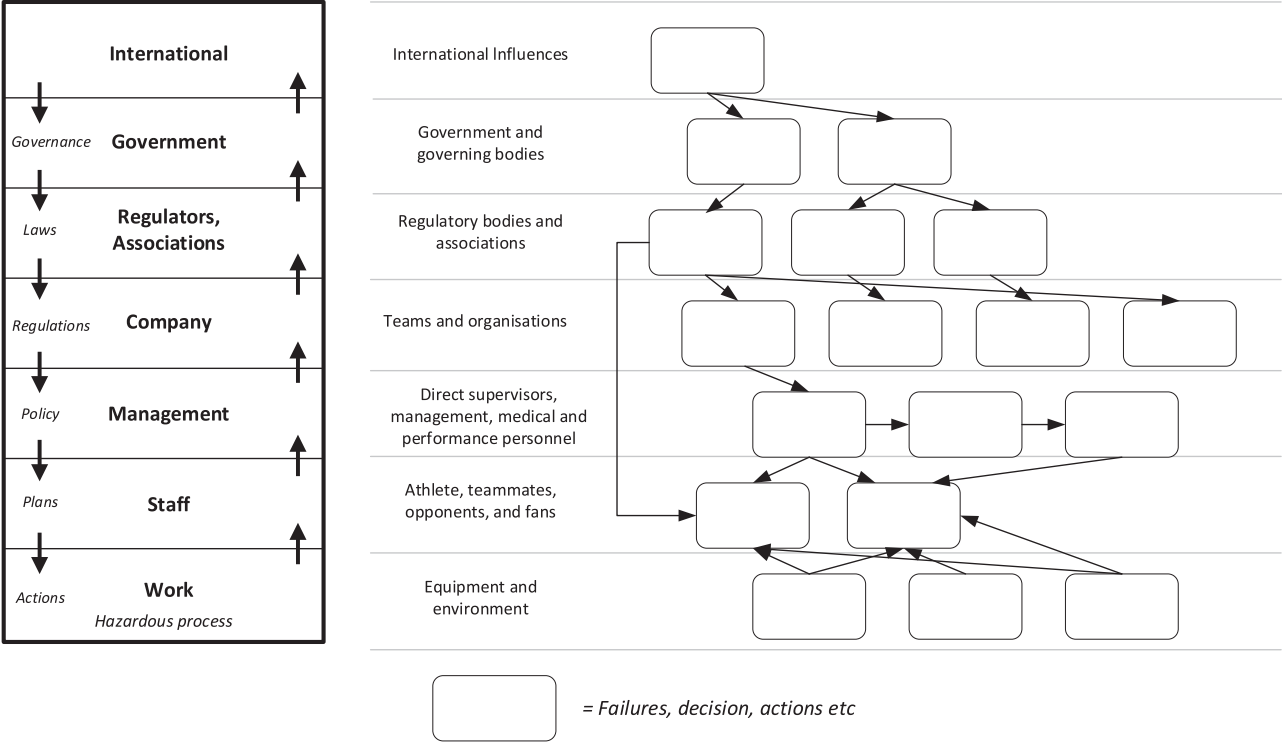 International
Governance
Government
Laws
Regulators,
Associations
Regulations
Company
Policy
Management
Plans
Staff
Actions
Work
Hazardous process
International Influences
Government and
governing bodies
Regulatory bodies and
associations
Teams and organisations
Direct supervisors,
management, medical and
performance personnel
Athlete, teammates,
opponents, and fans
Equipment and
environment
= Failures, decision, actions etc